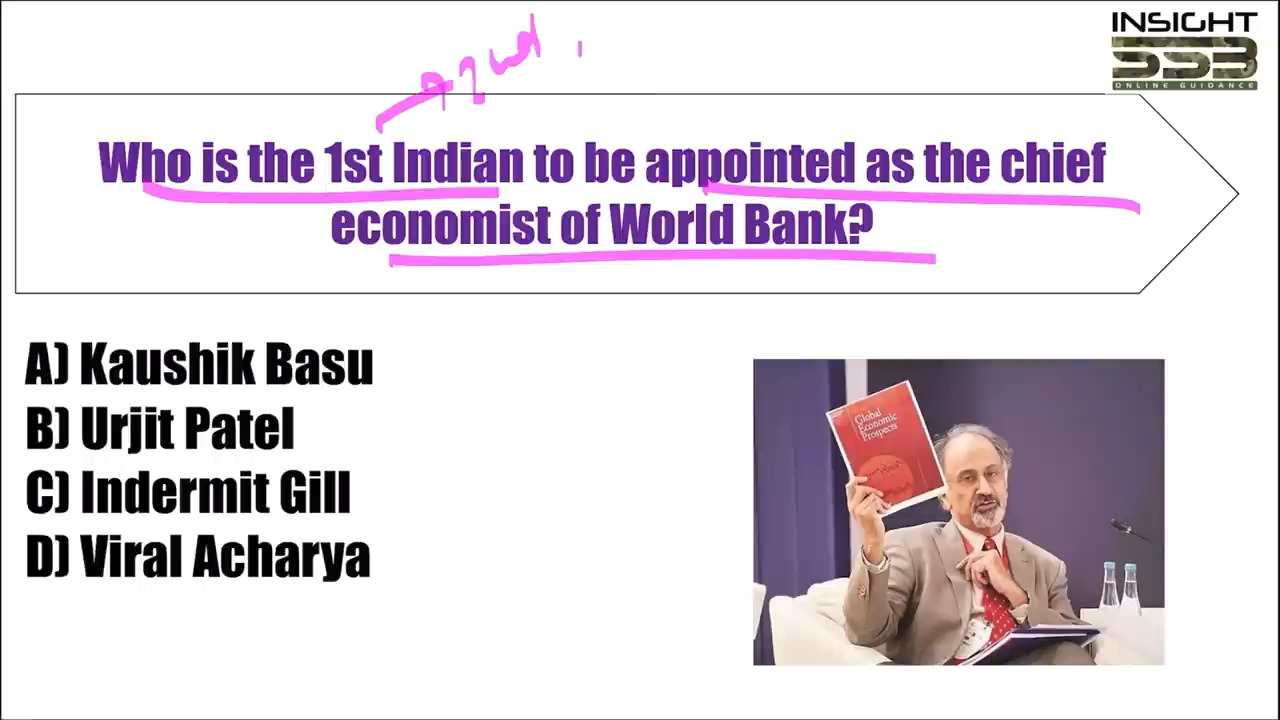 INSIGHT
SSB
ONLINE GUIDANCE
2nd
Who is the 1st Indian to be appointed as the chief
economist of World Bank?
A) Kaushik Basu
B) Urjit Patel
C) Indermit Gill
D) Viral Acharya
Global
Economic
Prospects